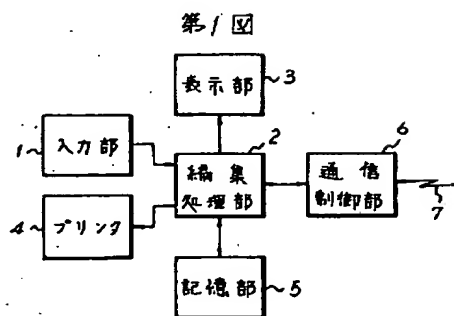 第1図
表示部 3
1 入力部
2
編集
処理部
6
通信
制御部
7
4 プリンタ
記憶部 5